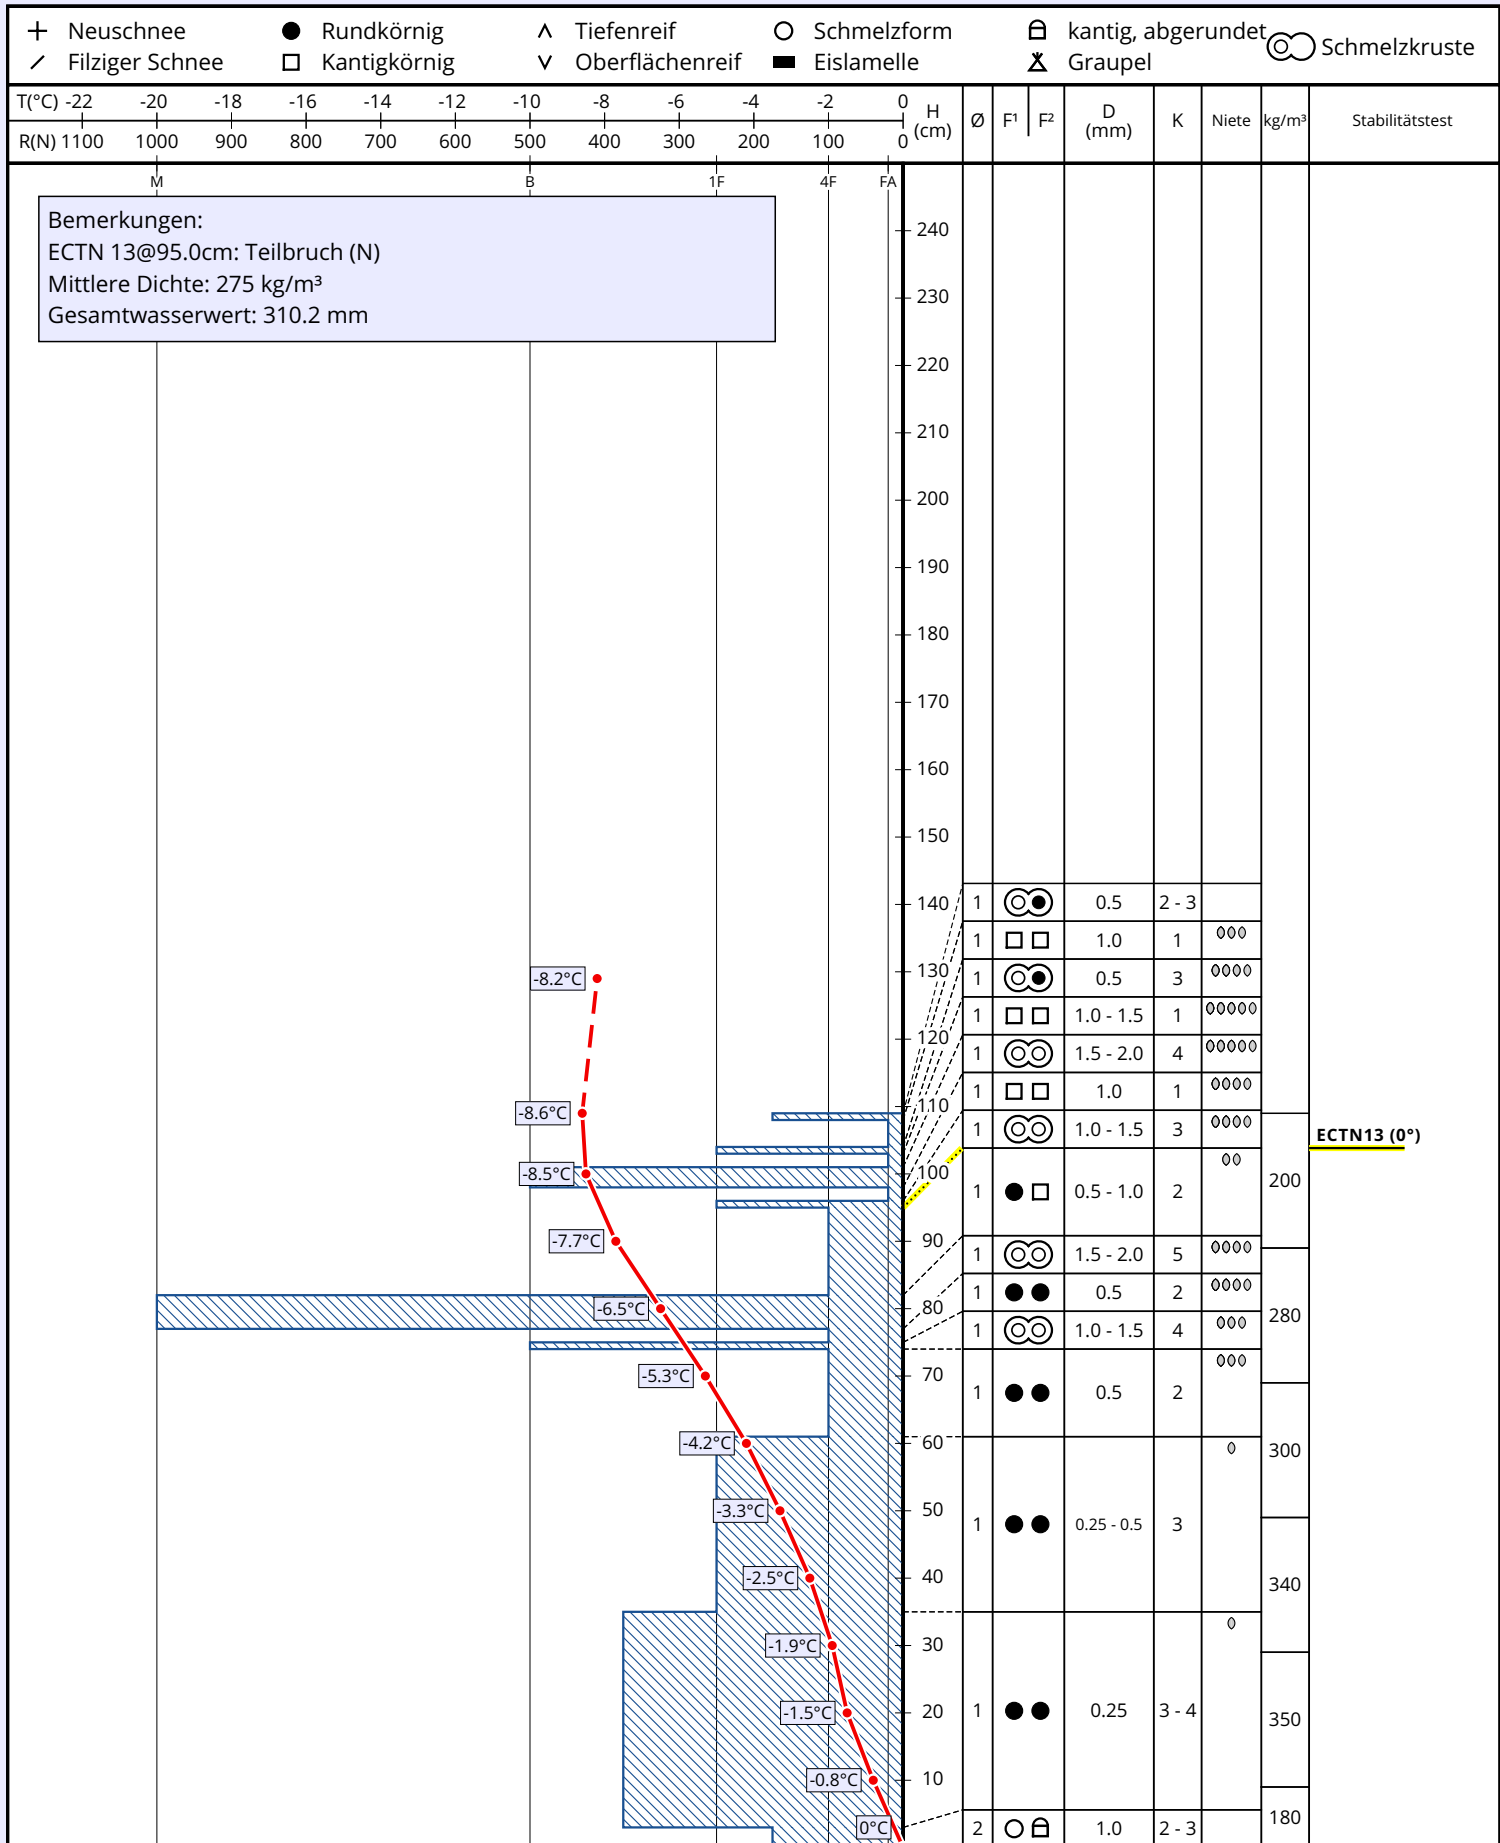 Neuschnee Rundkörnig Tiefenreif Schmelzform kantig, abgerundet Schmelzkruste
Filziger Schnee Kantigkörnig Oberflächenreif Eislamelle Graupel
T(°C) -22 -20 -18 -16 -14 -12 -10 -8 -6 -4 -2 0
R(N) 1100 1000 900 800 700 600 500 400 300 200 100 0
H (cm) Ø F¹ F² D (mm) K Niete kg/m³ Stabilitätstest
M B 1F 4F FA
Bemerkungen:
ECTN 13@95.0cm: Teilbruch (N)
Mittlere Dichte: 275 kg/m³
Gesamtwasserwert: 310.2 mm
240
230
220
210
200
190
180
170
160
150
140 1 0.5 2 - 3
1 1.0 1
-8.2°C 130 1 0.5 3
1 1.0 - 1.5 1
120 1 1.5 - 2.0 4
1 1.0 1
-8.6°C 110 1 1.0 - 1.5 3
ECTN13 (0°)
-8.5°C 100 1 0.5 - 1.0 2 200
-7.7°C 90 1 1.5 - 2.0 5
1 0.5 2
-6.5°C 80 280
1 1.0 - 1.5 4
-5.3°C 70 1 0.5 2
-4.2°C 60 300
-3.3°C 50 1 0.25 - 0.5 3
-2.5°C 40 340
-1.9°C 30
-1.5°C 20 1 0.25 3 - 4 350
-0.8°C 10
0°C 2 1.0 2 - 3 180